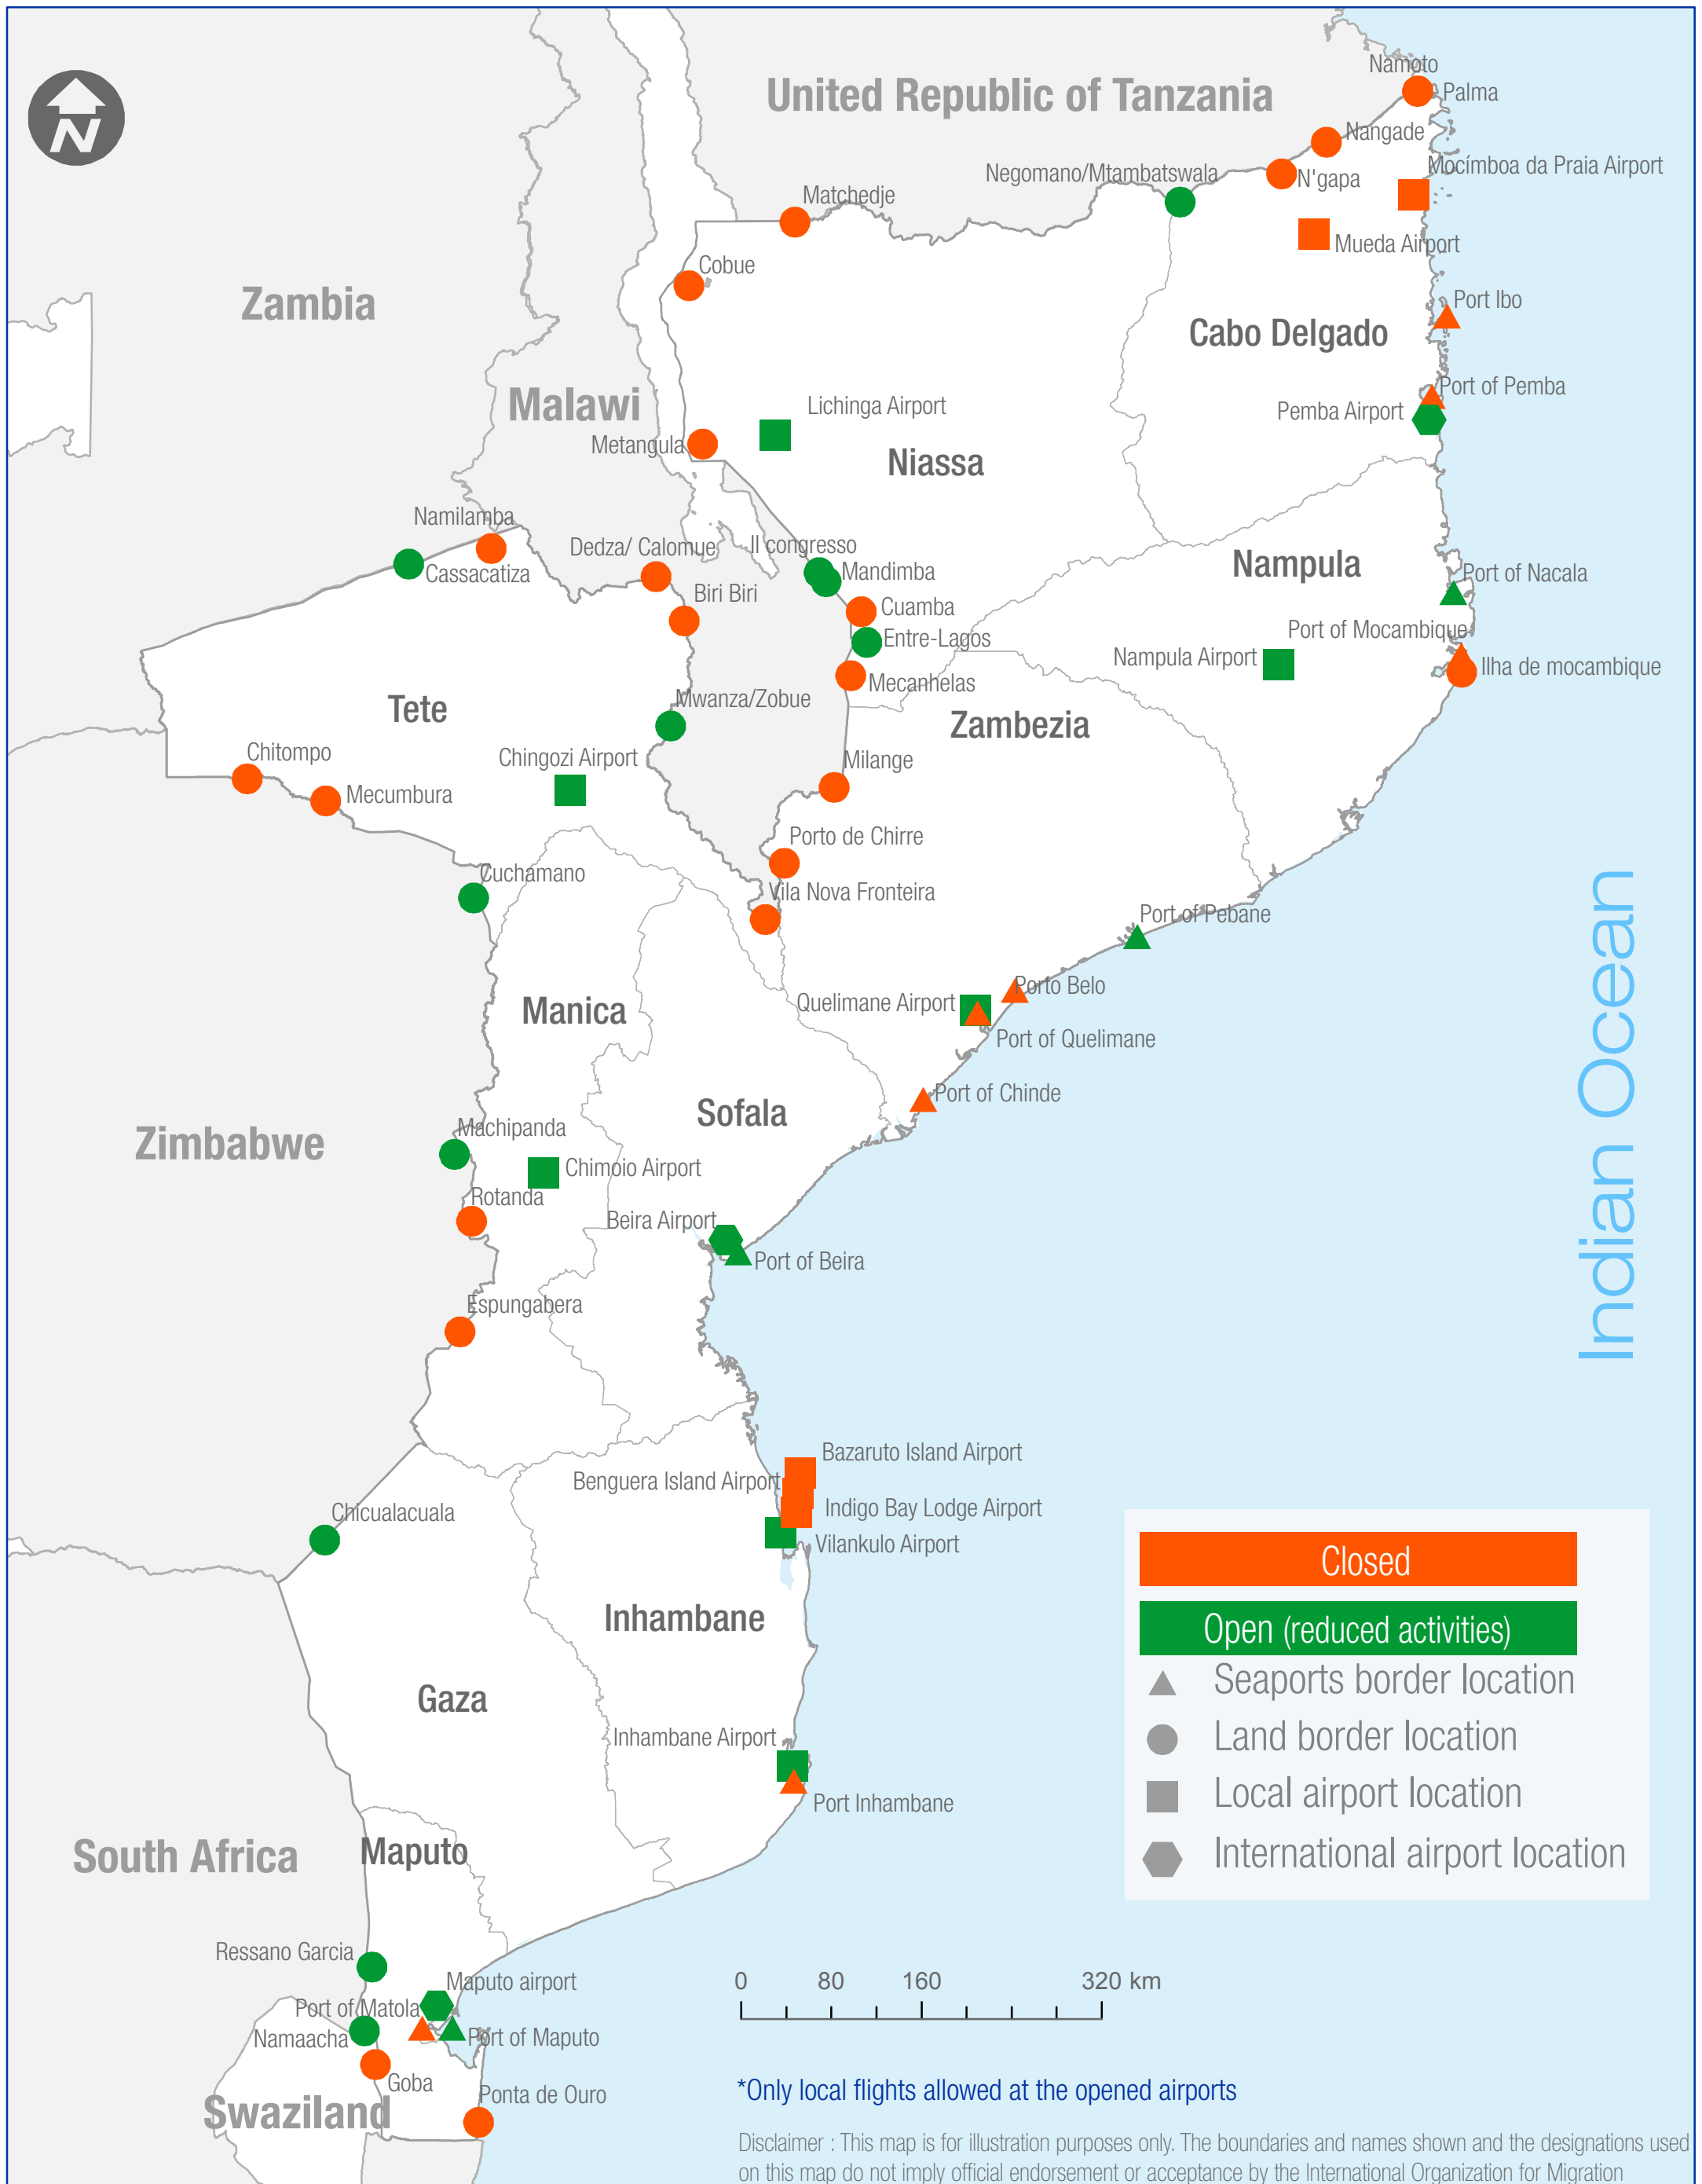 N
United Republic of Tanzania
Namoto
Palma
Nangade
Mocímboa da Praia Airport
Negomano/Mtambatswala
N'gapa
Matchedje
Mueda Airport
Cobue
Zambia
Port Ibo
Cabo Delgado
Malawi
Port of Pemba
Lichinga Airport
Pemba Airport
Metangula
Niassa
Namilamba
Dedza/ Calomue
II congresso
Nampula
Cassacatiza
Mandimba
Port of Nacala
Biri Biri
Cuamba
Entre-Lagos
Port of Mocambique
Nampula Airport
Ilha de mocambique
Mecanhelas
Tete
Mwanza/Zobue
Zambezia
Chitompo
Chingozi Airport
Milange
Mecumbura
Porto de Chirre
Cuchamano
Vila Nova Fronteira
Port of Pebane
Indian Ocean
Porto Belo
Quelimane Airport
Manica
Port of Quelimane
Port of Chinde
Sofala
Machipanda
Zimbabwe
Chimoio Airport
Rotanda
Beira Airport
Port of Beira
Espungabera
Bazaruto Island Airport
Benguera Island Airport
Indigo Bay Lodge Airport
Chicualacuala
Vilankulo Airport
Closed
Inhambane
Open (reduced activities)
Seaports border location
Gaza
Land border location
Inhambane Airport
Local airport location
Port Inhambane
International airport location
South Africa
Maputo
Ressano Garcia
Maputo airport
0 80 160 320 km
Port of Matola
Namaacha
Port of Maputo
Goba
Ponta de Ouro
Swaziland
*Only local flights allowed at the opened airports
Disclaimer : This map is for illustration purposes only. The boundaries and names shown and the designations used
on this map do not imply official endorsement or acceptance by the International Organization for Migration